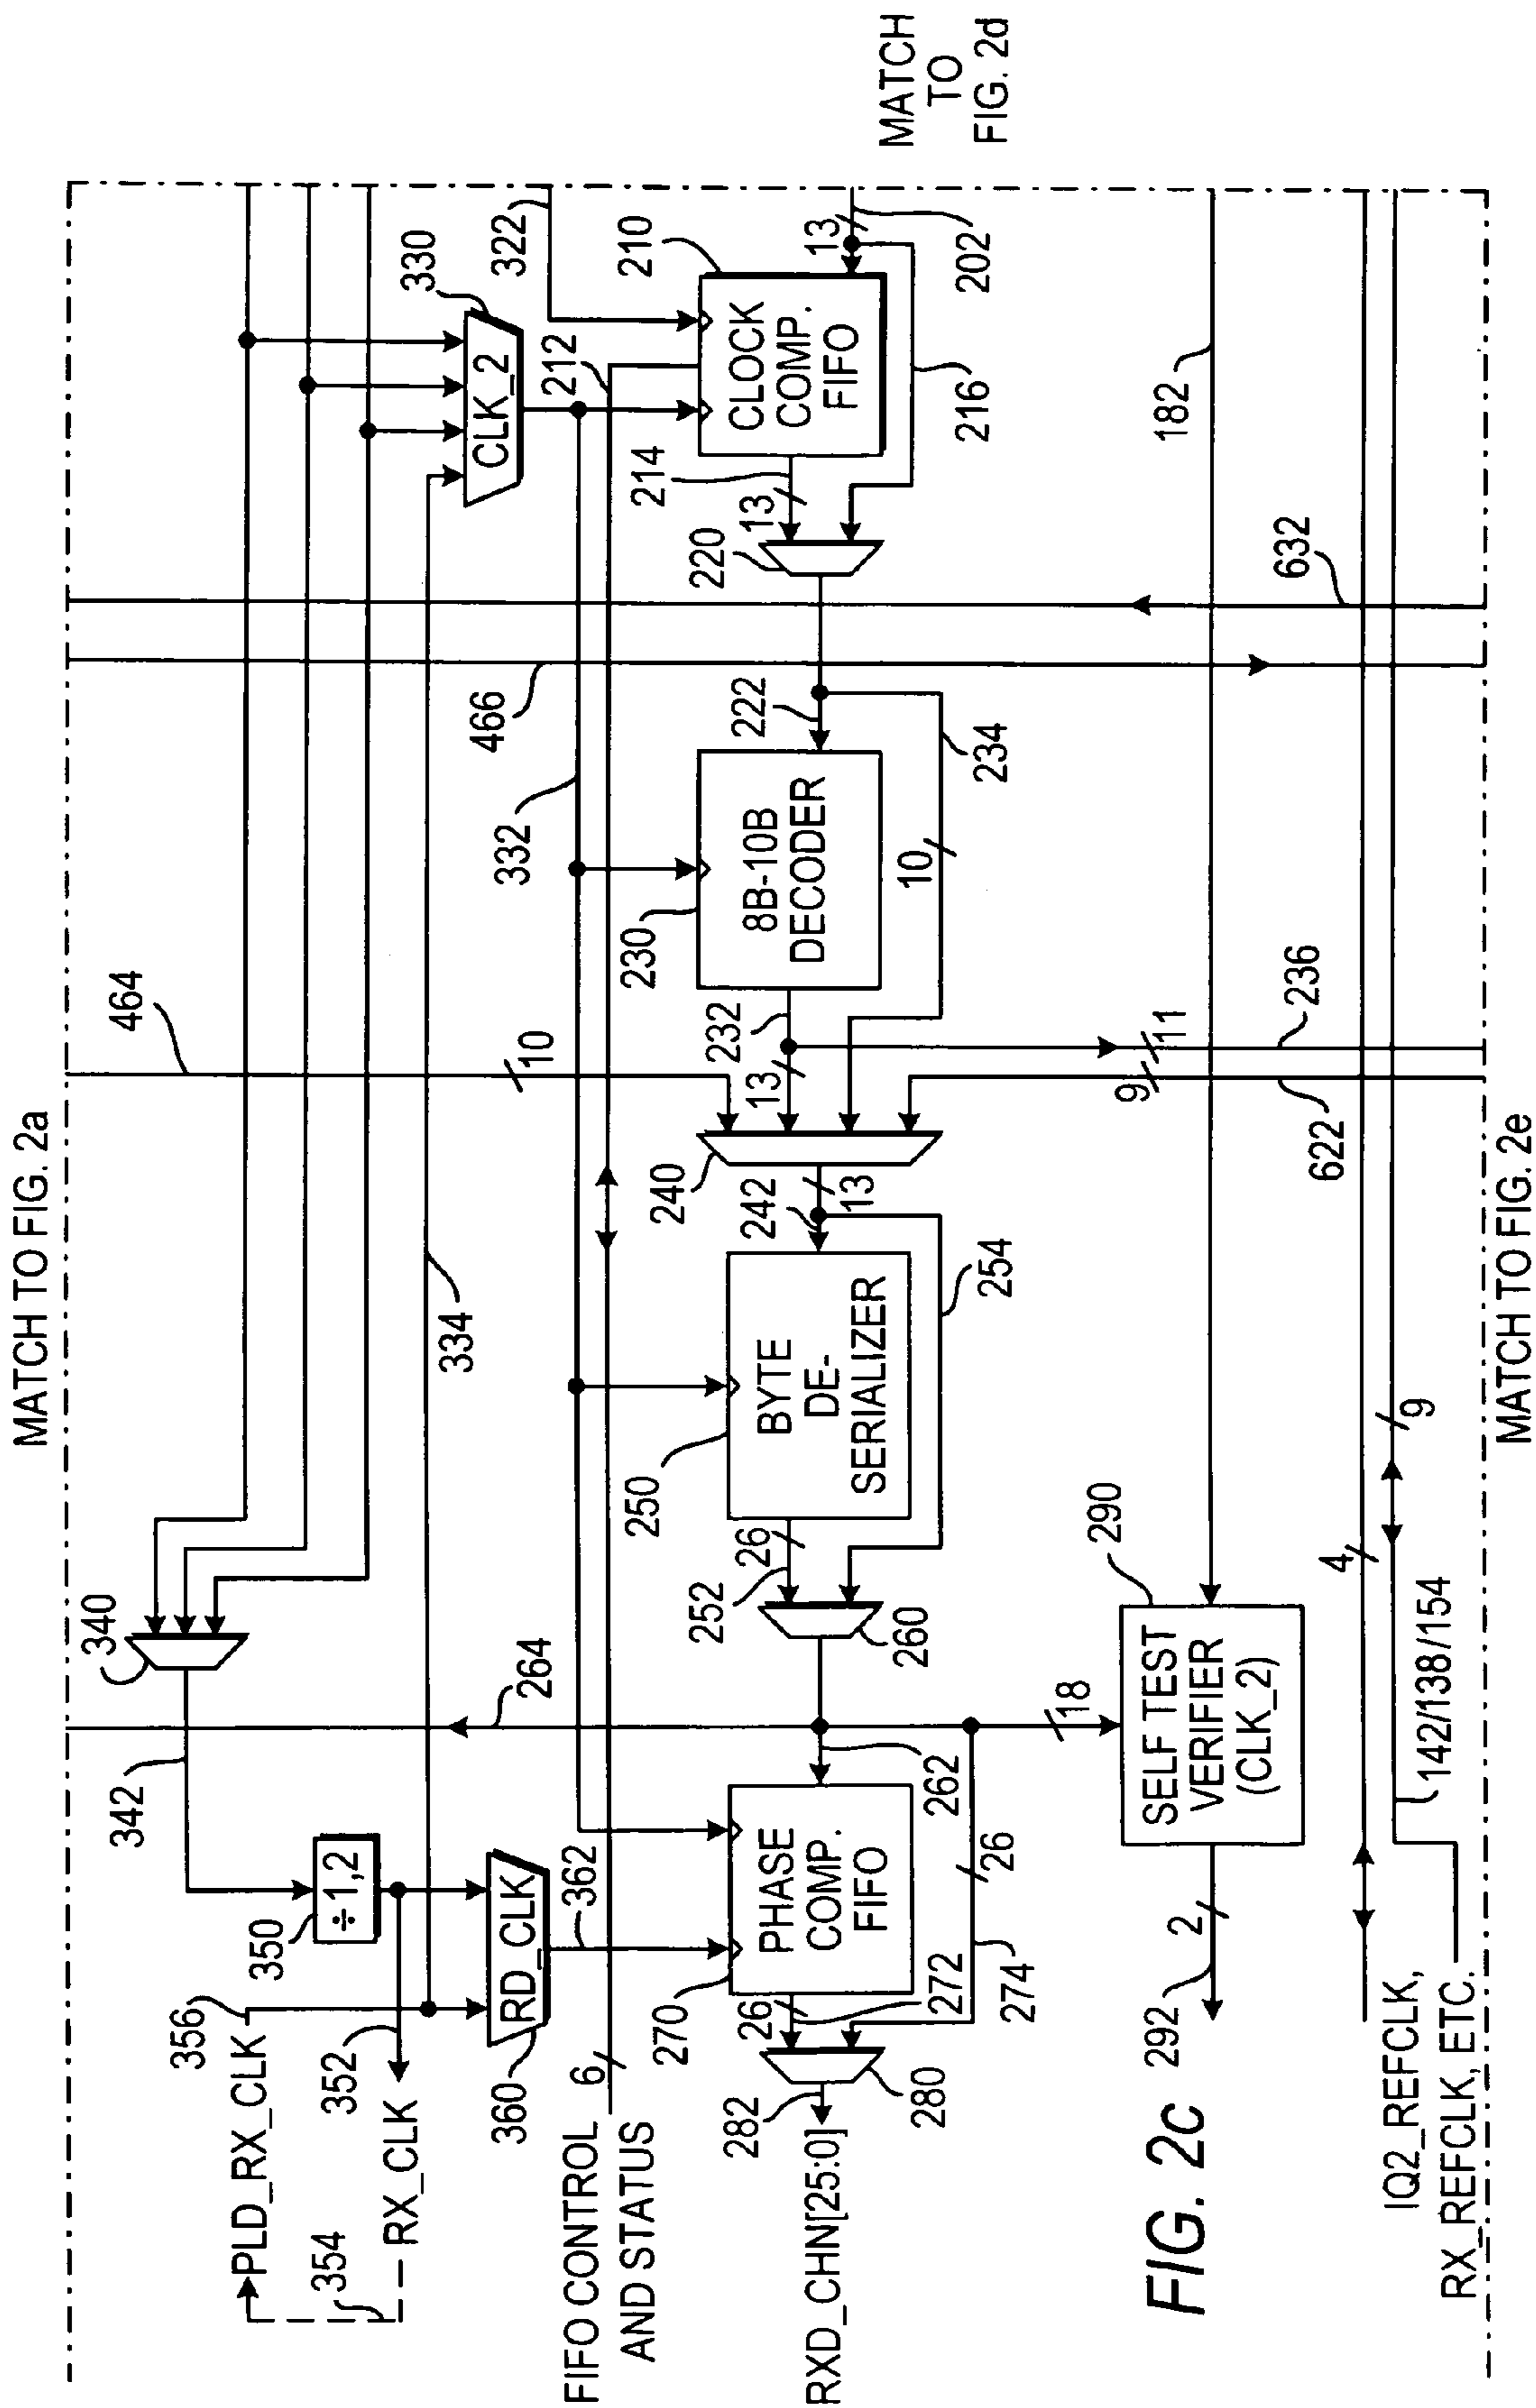 MATCH TO FIG. 2a
464
340
342
350
÷ 1,2
356
PLD_RX_CLK
352
354
RX_CLK
334
360
RD_CLK
362
330
CLK_2
322
212
332
466
264
FIFO CONTROL
AND STATUS
6
10
210
CLOCK
COMP.
FIFO
13
202
214
13
216
220
222
230
8B-10B
DECODER
234
10
232
13
11
236
240
242
13
9
622
250
BYTE
DE-
SERIALIZER
254
26
252
260
262
270
PHASE
COMP.
FIFO
26
272
26
274
280
282
RXD_CHN[25:0]
18
290
SELF TEST
VERIFIER
(CLK_2)
2
292
182
632
4
9
142/138/154
IQ2_REFCLK,
RX_REFCLK, ETC.
MATCH
TO
FIG. 2d
FIG. 2c
MATCH TO FIG. 2e